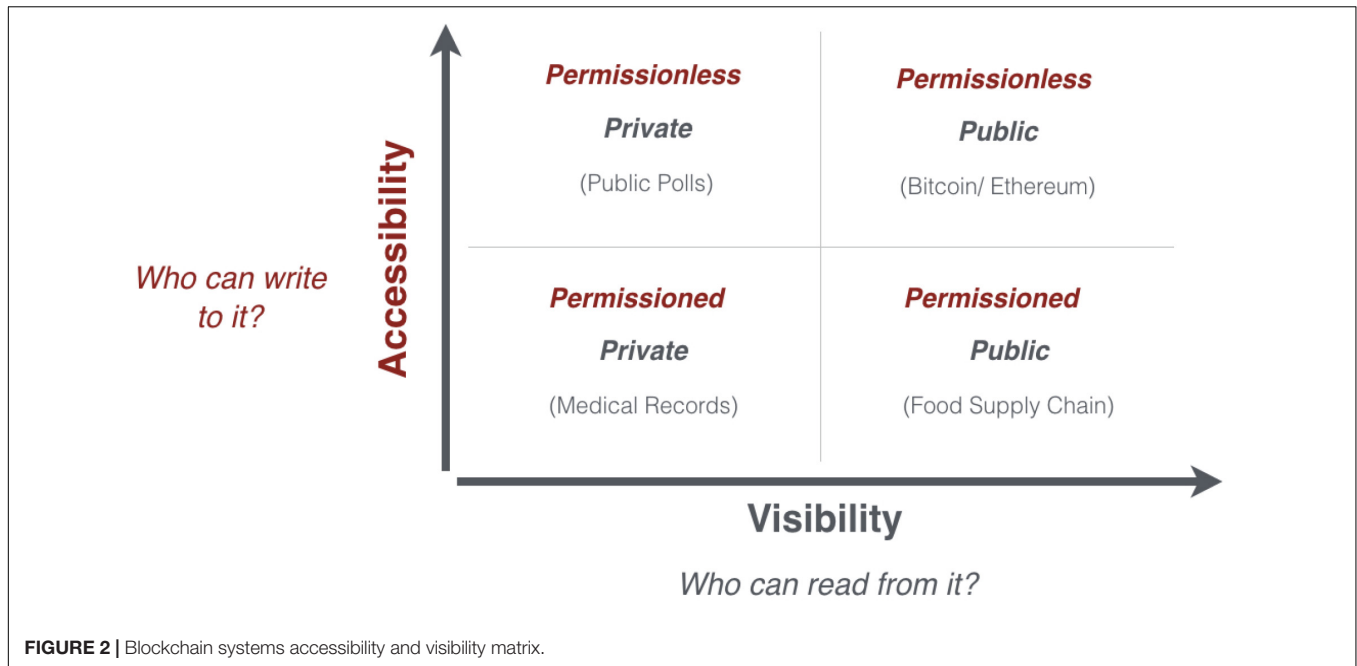 Accessibility
Who can write
to it?
Permissionless
Private
(Public Polls)
Permissionless
Public
(Bitcoin/ Ethereum)
Permissioned
Private
(Medical Records)
Permissioned
Public
(Food Supply Chain)
Visibility
Who can read from it?
FIGURE 2 | Blockchain systems accessibility and visibility matrix.